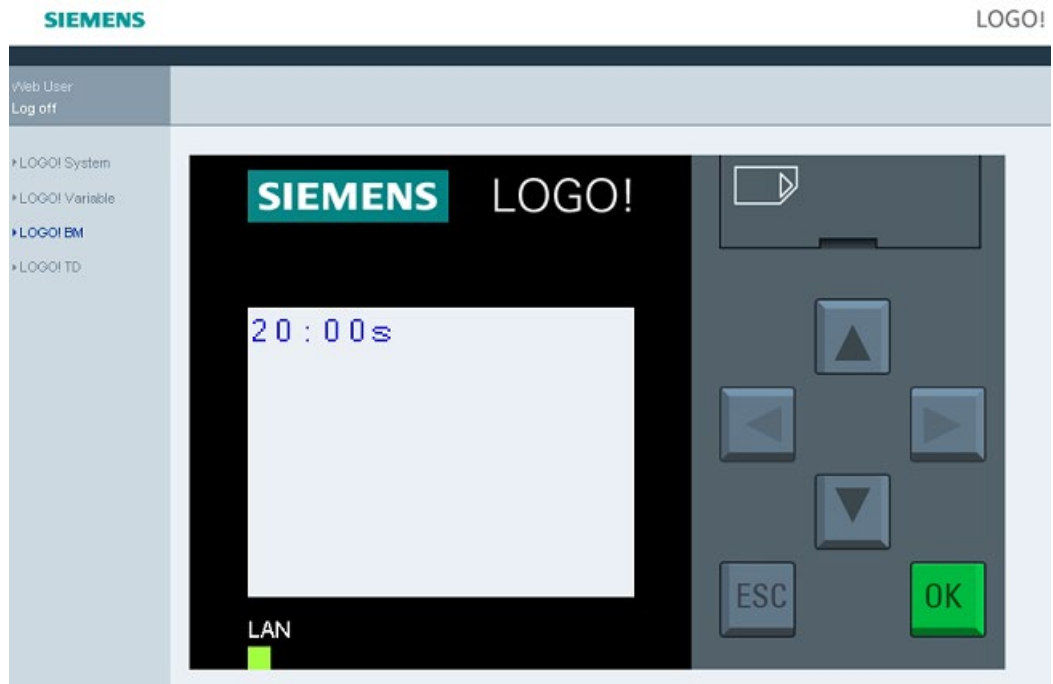 SIEMENS
LOGO!
Web User
Log off
LOGO! System
LOGO! Variable
LOGO! BM
LOGO! TD
SIEMENS LOGO!
20:00s
ESC
OK
LAN